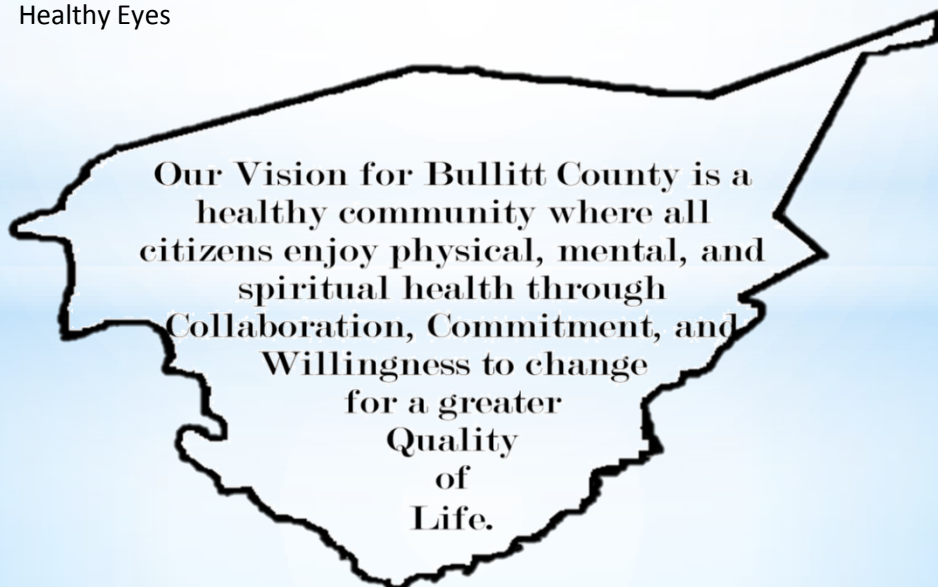 Healthy Eyes
Our Vision for Bullitt County is a
healthy community where all
citizens enjoy physical, mental, and
spiritual health through
Collaboration, Commitment, and
Willingness to change
for a greater
Quality
of
Life.